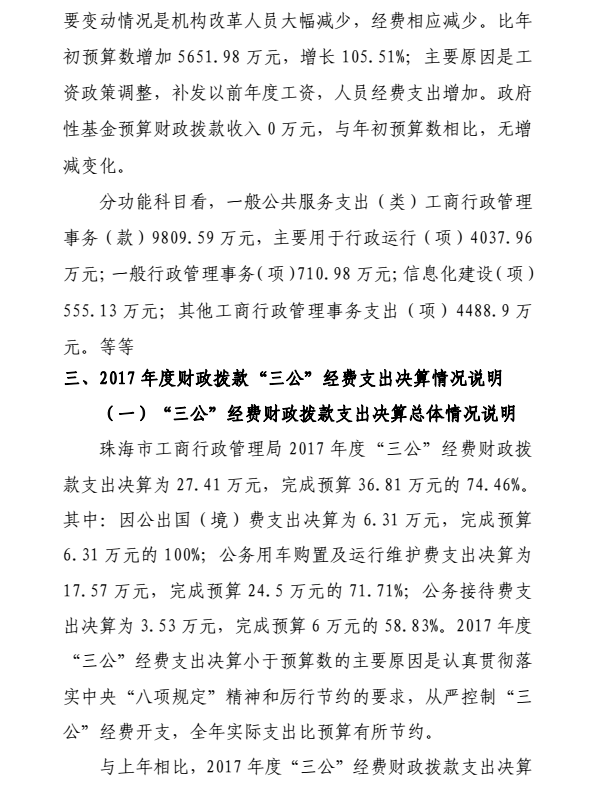 要变动情况是机构改革人员大幅减少，经费相应减少。比年
初预算数增加 5651.98 万元，增长 105.51%；主要原因是工
资政策调整，补发以前年度工资，人员经费支出增加。政府
性基金预算财政拨款收入 0 万元，与年初预算数相比，无增
减变化。
分功能科目看，一般公共服务支出（类）工商行政管理
事务（款）9809.59 万元，主要用于行政运行（项）4037.96
万元；一般行政管理事务（项）710.98 万元；信息化建设（项）
555.13 万元；其他工商行政管理事务支出（项）4488.9 万
元。等等
三、2017 年度财政拨款“三公”经费支出决算情况说明
（一）“三公”经费财政拨款支出决算总体情况说明
珠海市工商行政管理局 2017 年度“三公”经费财政拨
款支出决算为 27.41 万元，完成预算 36.81 万元的 74.46%。
其中：因公出国（境）费支出决算为 6.31 万元，完成预算
6.31 万元的 100%；公务用车购置及运行维护费支出决算为
17.57 万元，完成预算 24.5 万元的 71.71%；公务接待费支
出决算为 3.53 万元，完成预算 6 万元的 58.83%。2017 年度
“三公”经费支出决算小于预算数的主要原因是认真贯彻落
实中央“八项规定”精神和厉行节约的要求，从严控制“三
公”经费开支，全年实际支出比预算有所节约。
与上年相比，2017 年度“三公”经费财政拨款支出决算